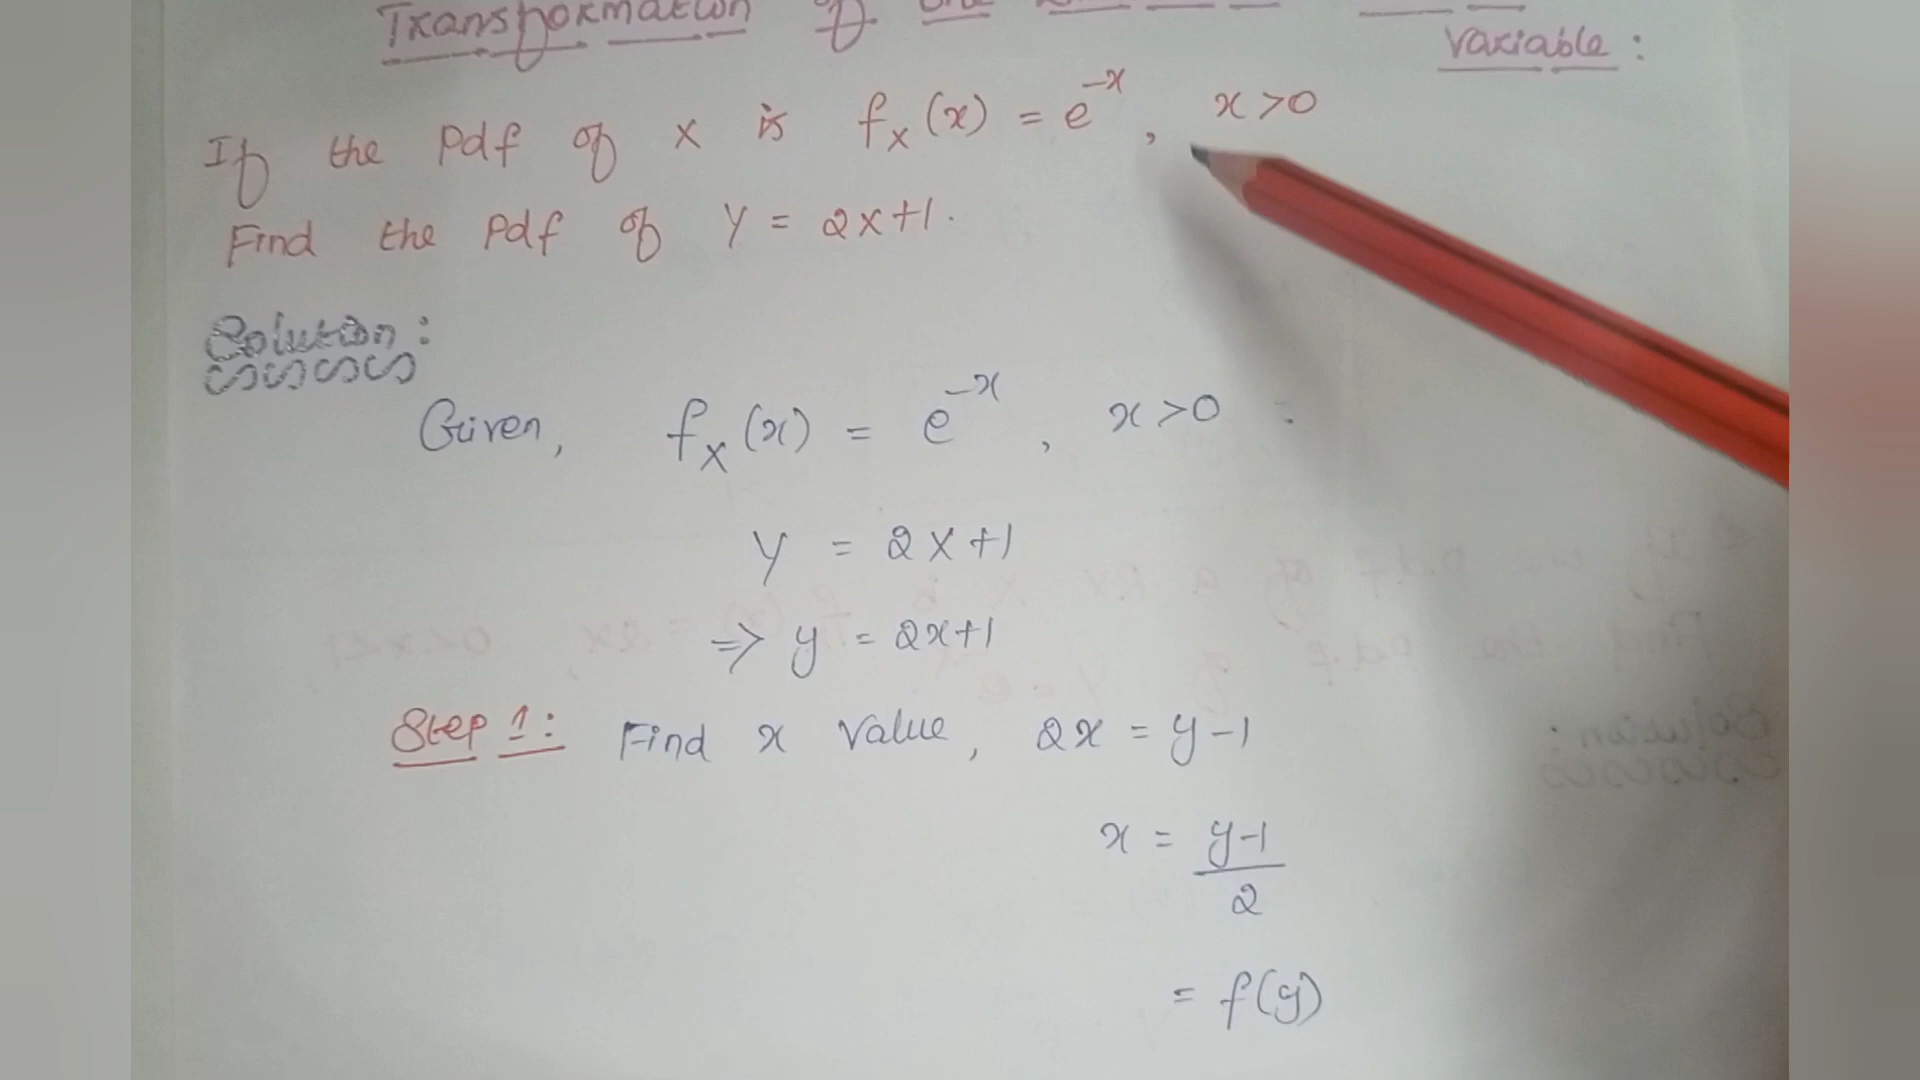 Transformation of one
Variable :
If the Pdf of X is fₓ(x) = e⁻ˣ, x>0
Find the Pdf of Y = 2X+1.
Solution:
Given, fₓ(x) = e⁻ˣ, x>0
Y = 2X+1
⇒ y = 2x+1
Step 1: Find x Value, 2x = y-1
x = y-1
2
= f(y)